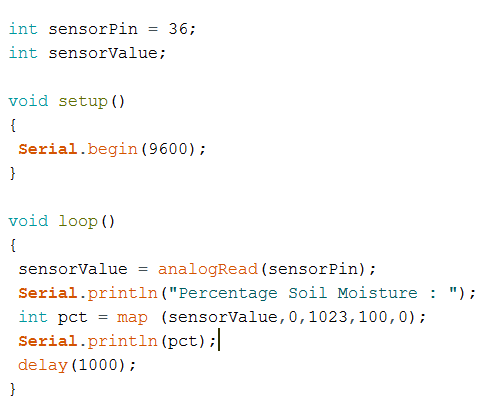 int sensorPin = 36;
int sensorValue;
void setup()
{
Serial.begin(9600);
}
void loop()
{
sensorValue = analogRead(sensorPin);
Serial.println("Percentage Soil Moisture : ");
int pct = map (sensorValue,0,1023,100,0);
Serial.println(pct);
delay(1000);
}